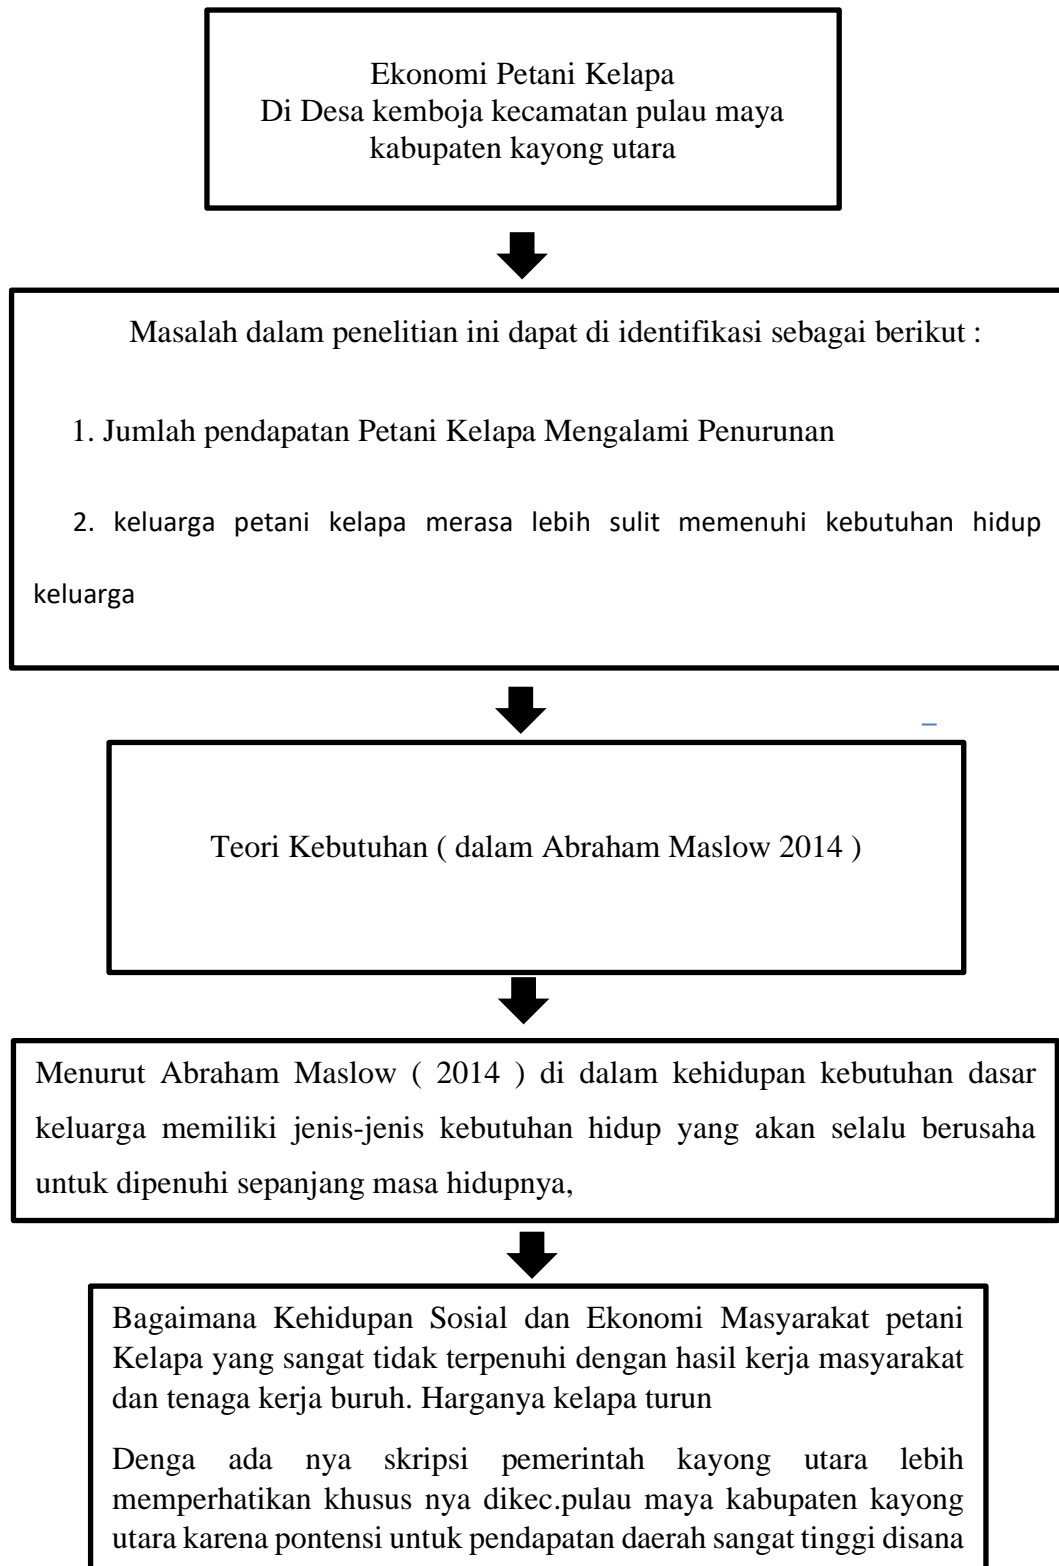 Ekonomi Petani Kelapa
Di Desa kemboja kecamatan pulau maya
kabupaten kayong utara
Masalah dalam penelitian ini dapat di identifikasi sebagai berikut :
1. Jumlah pendapatan Petani Kelapa Mengalami Penurunan
2. keluarga petani kelapa merasa lebih sulit memenuhi kebutuhan hidup
keluarga
Teori Kebutuhan ( dalam Abraham Maslow 2014 )
Menurut Abraham Maslow ( 2014 ) di dalam kehidupan kebutuhan dasar
keluarga memiliki jenis-jenis kebutuhan hidup yang akan selalu berusaha
untuk dipenuhi sepanjang masa hidupnya,
Bagaimana Kehidupan Sosial dan Ekonomi Masyarakat petani
Kelapa yang sangat tidak terpenuhi dengan hasil kerja masyarakat
dan tenaga kerja buruh. Harganya kelapa turun
Denga ada nya skripsi pemerintah kayong utara lebih
memperhatikan khusus nya dikec.pulau maya kabupaten kayong
utara karena pontensi untuk pendapatan daerah sangat tinggi disana